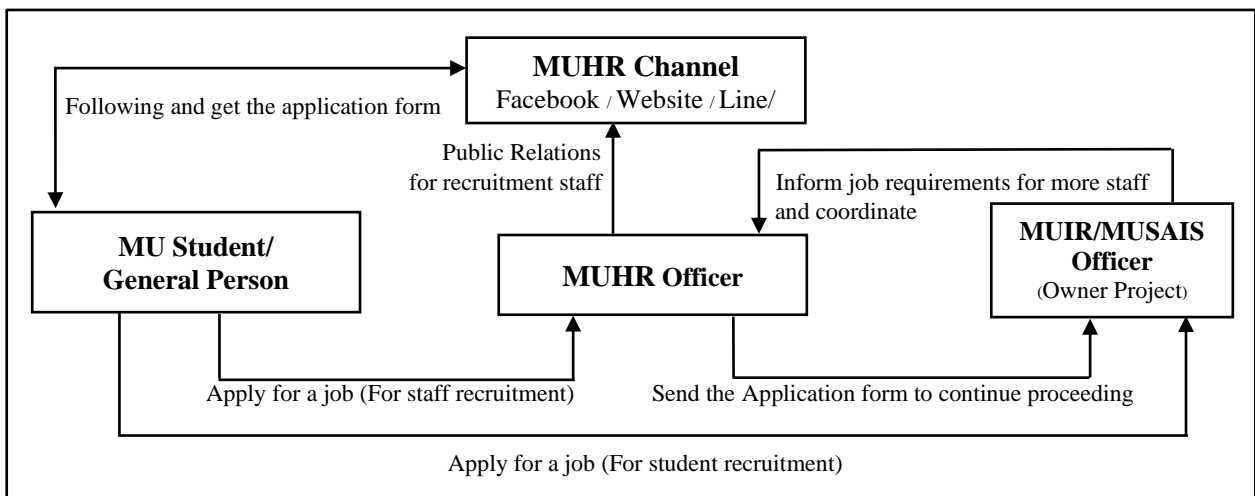 MUHR Channel
Facebook / Website / Line/
Following and get the application form
Public Relations
for recruitment staff
Inform job requirements for more staff
and coordinate
MU Student/
General Person
MUHR Officer
MUIR/MUSAIS
Officer
(Owner Project)
Apply for a job (For staff recruitment)
Send the Application form to continue proceeding
Apply for a job (For student recruitment)